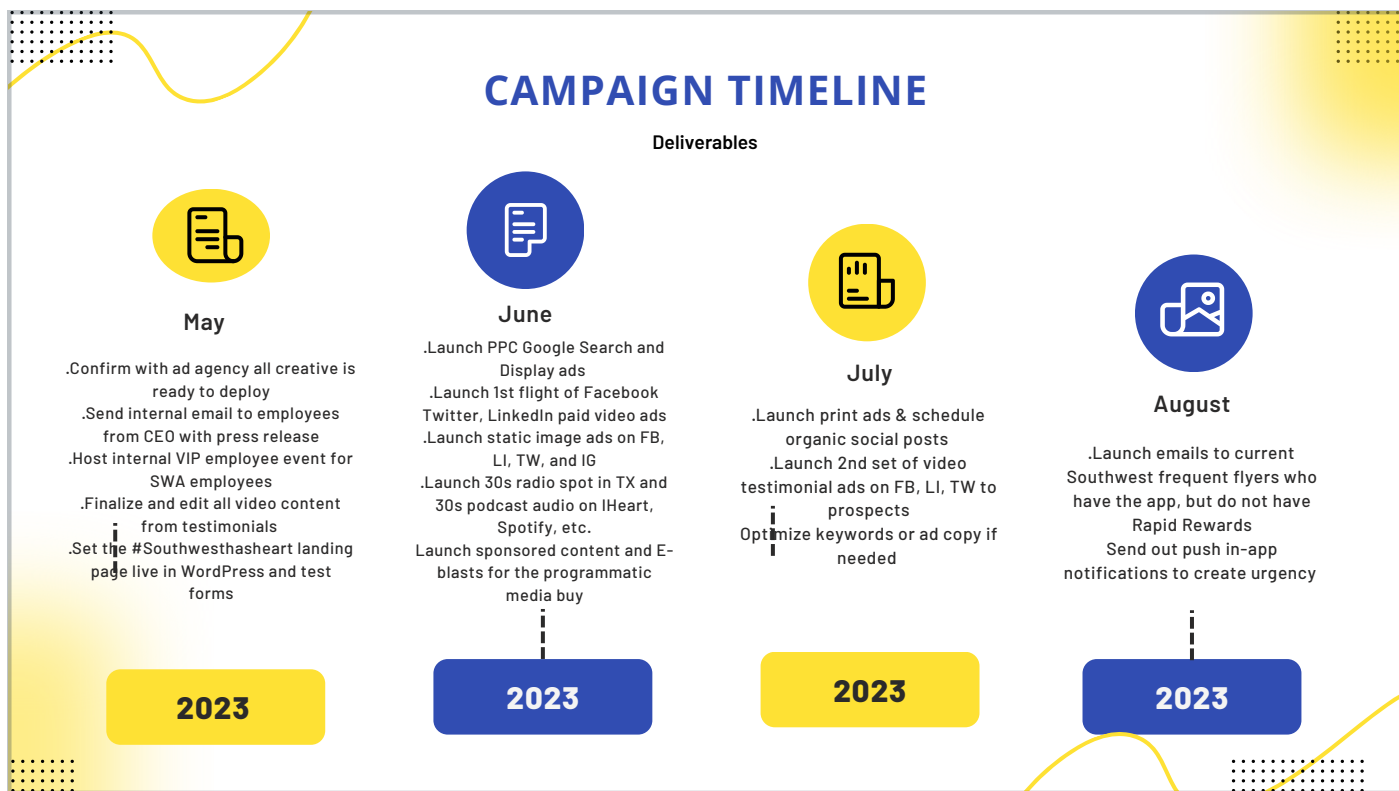 CAMPAIGN TIMELINE
Deliverables
May
.Confirm with ad agency all creative is
ready to deploy
.Send internal email to employees
from CEO with press release
.Host internal VIP employee event for
SWA employees
.Finalize and edit all video content
from testimonials
.Set the #Southwesthasheart landing
page live in WordPress and test
forms
2023
June
.Launch PPC Google Search and
Display ads
.Launch 1st flight of Facebook
Twitter, LinkedIn paid video ads
.Launch static image ads on FB,
LI, TW, and IG
.Launch 30s radio spot in TX and
30s podcast audio on IHeart,
Spotify, etc.
Launch sponsored content and E-
blasts for the programmatic
media buy
2023
July
.Launch print ads & schedule
organic social posts
.Launch 2nd set of video
testimonial ads on FB, LI, TW to
prospects
Optimize keywords or ad copy if
needed
2023
August
.Launch emails to current
Southwest frequent flyers who
have the app, but do not have
Rapid Rewards
Send out push in-app
notifications to create urgency
2023